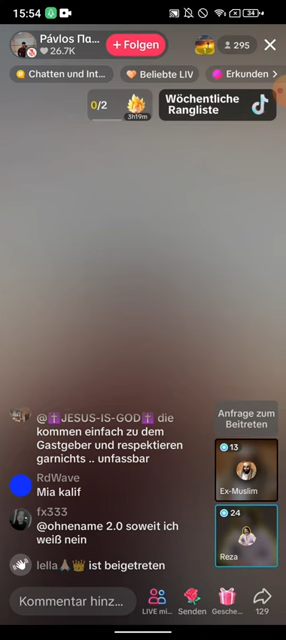 15:54
34
Pávlos Πα...
26.7K
+ Folgen
295
Chatten und Int...
Beliebte LIV
Erkunden
0/2
3h19m
Wöchentliche
Rangliste
@✝️JESUS-IS-GOD✝️ die
kommen einfach zu dem
Gastgeber und respektieren
garnichts .. unfassbar
RdWave
Mia kalif
fx333
@ohnename 2.0 soweit ich
weiß nein
lella🙏🏽👑 ist beigetreten
Anfrage zum
Beitreten
13
Ex-Muslim
24
Reza
Kommentar hinz...
LIVE mi...
Senden
Gesche...
129